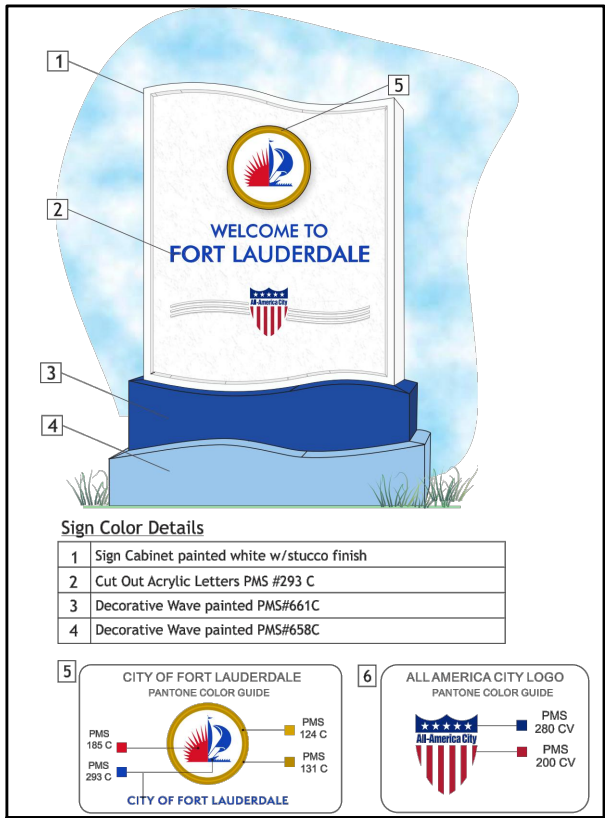 1
5
2
WELCOME TO
FORT LAUDERDALE
All-America City
3
4
Sign Color Details
1 Sign Cabinet painted white w/stucco finish
2 Cut Out Acrylic Letters PMS #293 C
3 Decorative Wave painted PMS#661C
4 Decorative Wave painted PMS#658C
5
CITY OF FORT LAUDERDALE
PANTONE COLOR GUIDE
PMS
185 C
PMS
293 C
PMS
124 C
PMS
131 C
CITY OF FORT LAUDERDALE
6
ALL AMERICA CITY LOGO
PANTONE COLOR GUIDE
All-America City
PMS
280 CV
PMS
200 CV